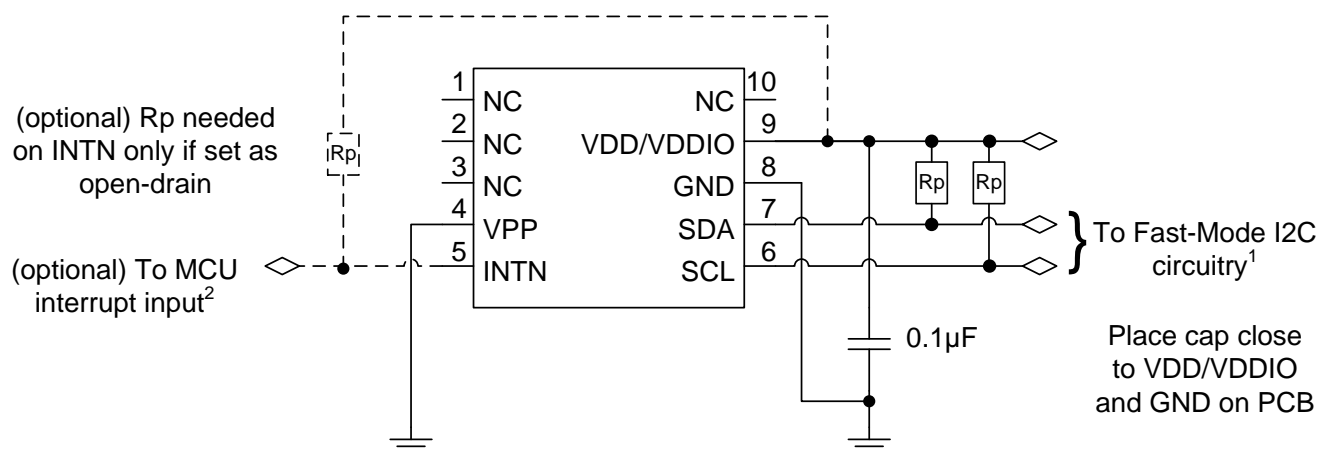 (optional) Rp needed
on INTN only if set as
open-drain
Rp
(optional) To MCU
interrupt input²
1
NC
2
NC
3
NC
4
VPP
5
INTN
10
NC
9
VDD/VDDIO
8
GND
7
SDA
6
SCL
Rp
Rp
}
To Fast-Mode I2C
circuitry¹
0.1µF
Place cap close
to VDD/VDDIO
and GND on PCB